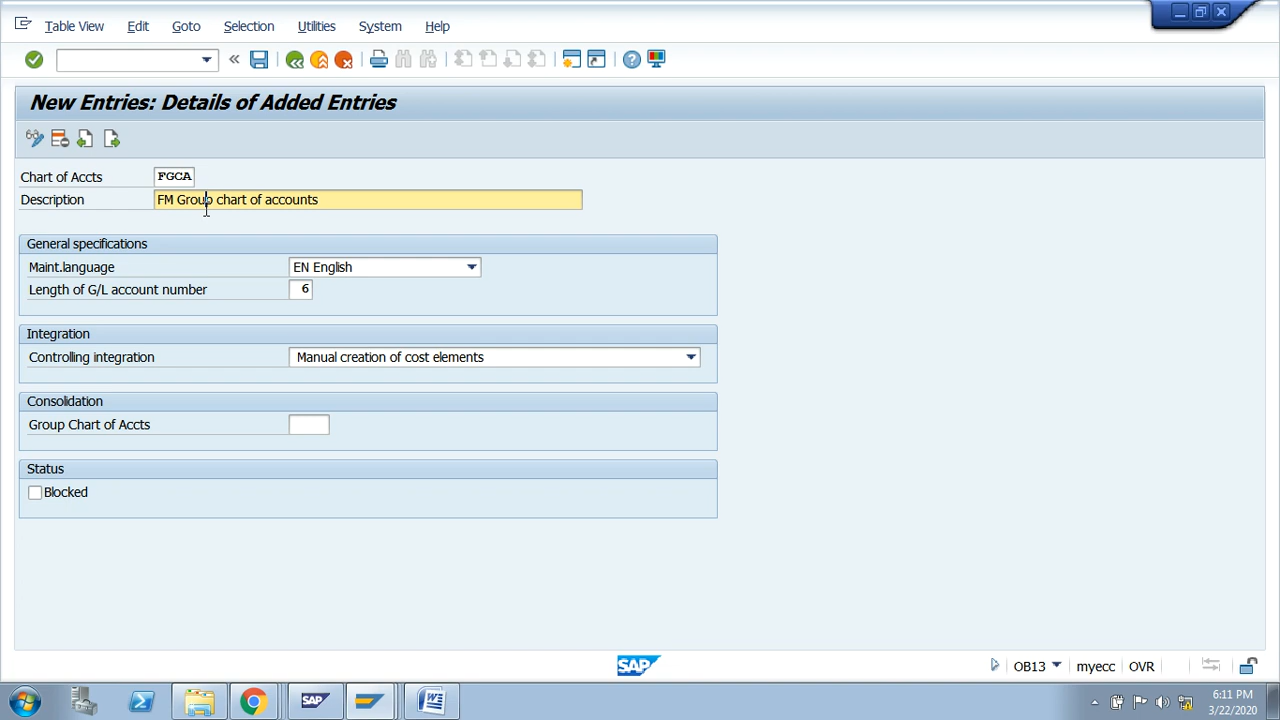 Table View Edit Goto Selection Utilities System Help
New Entries: Details of Added Entries
Chart of Accts FGCA
Description FM Group chart of accounts
General specifications
Maint.language EN English
Length of G/L account number 6
Integration
Controlling integration Manual creation of cost elements
Consolidation
Group Chart of Accts
Status
Blocked
SAP OB13 myecc OVR
SAP 6:11 PM
3/22/2020